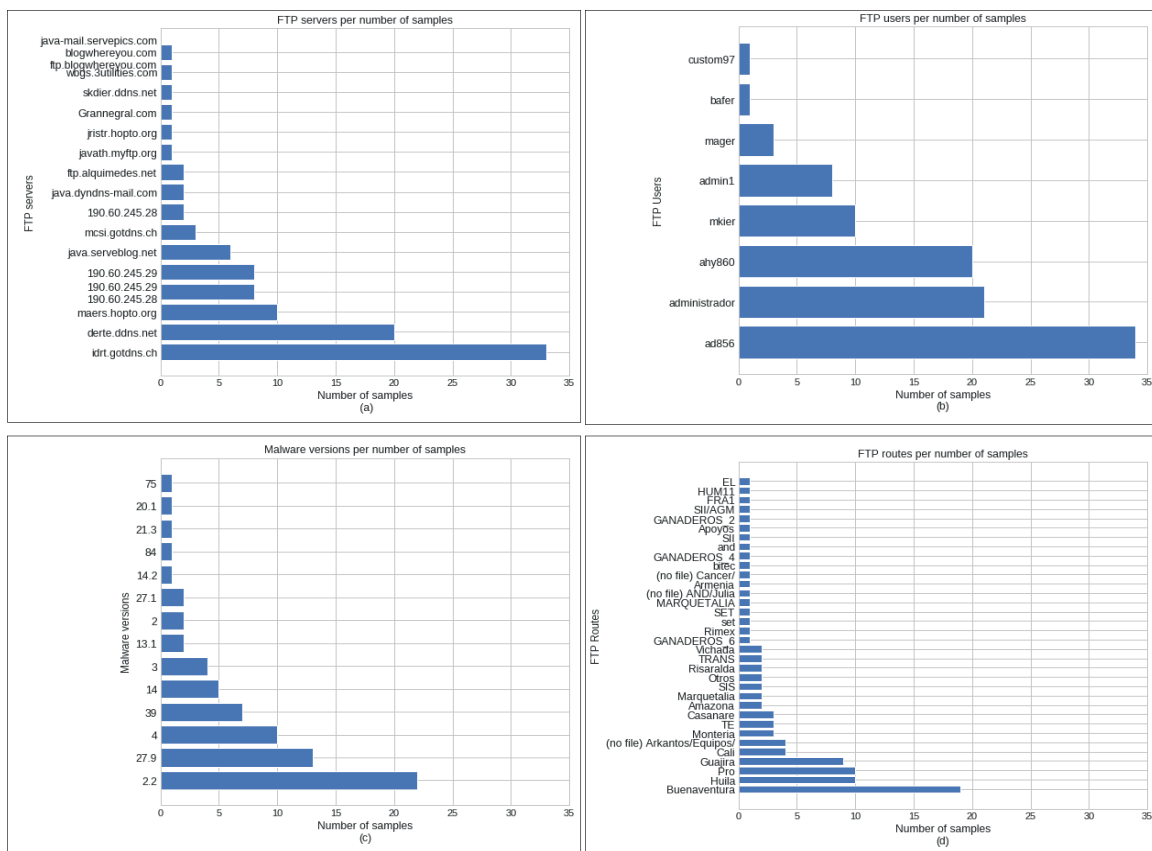 FTP servers per number of samples
java-mail.servepics.com
blogwhereyou.com
ftp.blogwhereyou.com
wbgs.3utilities.com
skdier.ddns.net
Grannegral.com
jristr.hopto.org
javath.myftp.org
ftp.alquimedes.net
java.dyndns-mail.com
190.60.245.28
mcsi.gotdns.ch
java.serveblog.net
190.60.245.29
190.60.245.29
190.60.245.28
maers.hopto.org
derte.ddns.net
idrt.gotdns.ch
FTP servers
0 5 10 15 20 25 30 35
Number of samples
(a)
FTP users per number of samples
custom97
bafer
mager
admin1
mkier
ahy860
administrador
ad856
FTP Users
0 5 10 15 20 25 30 35
Number of samples
(b)
Malware versions per number of samples
75
20.1
21.3
84
14.2
27.1
2
13.1
3
14
39
4
27.9
2.2
Malware versions
0 5 10 15 20 25 30 35
Number of samples
(c)
FTP routes per number of samples
EL
HUM11
FRA1
SII/AGM
GANADEROS_2
Apoyos
SII
and
GANADEROS_4
bitec
(no file) Cancer/
Armenia
(no file) AND/Julia
MARQUETALIA
SET
set
Rimex
GANADEROS_6
Vichada
TRANS
Risaralda
Otros
SIS
Marquetalia
Amazona
Casanare
TE
Monteria
(no file) Arkantos/Equipos/
Cali
Guajira
Pro
Huila
Buenaventura
FTP Routes
0 5 10 15 20 25 30 35
Number of samples
(d)